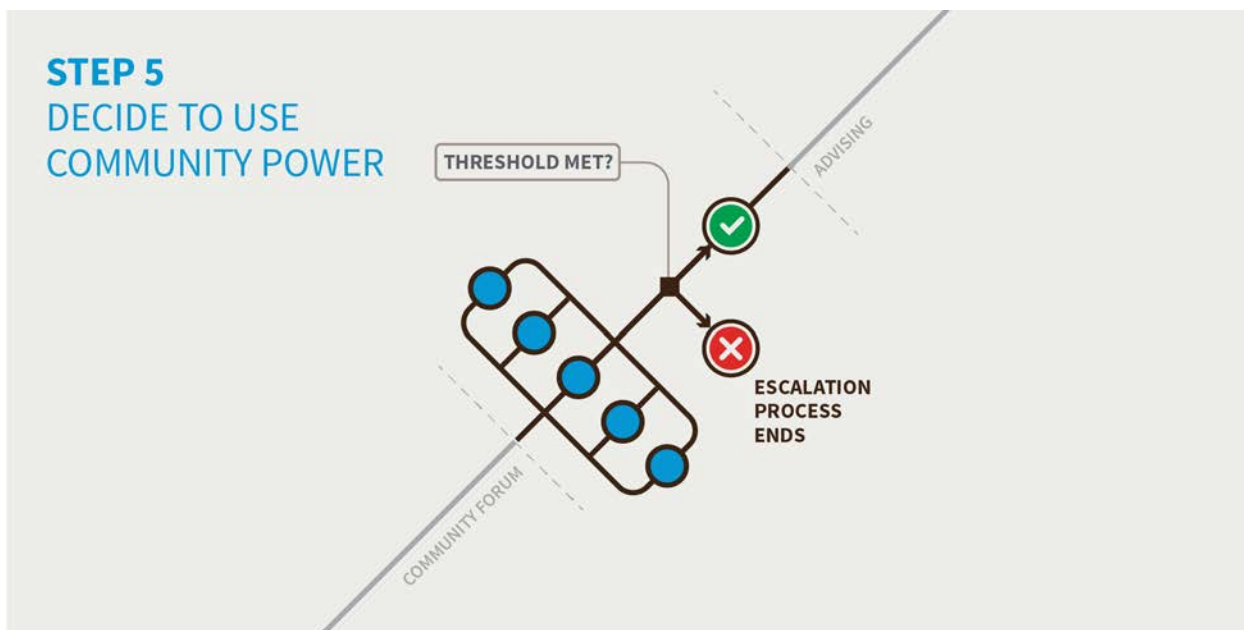 STEP 5
DECIDE TO USE
COMMUNITY POWER
THRESHOLD MET?
ADVISING
ESCALATION
PROCESS
ENDS
COMMUNITY FORUM